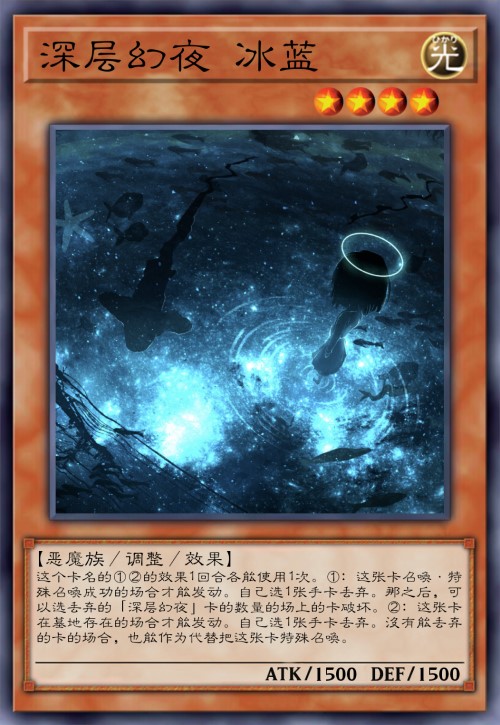 深层幻夜 冰蓝
ひかり
光
【恶魔族／调整／效果】
这个卡名的①②的效果1回合各能使用1次。①：这张卡召唤·特
殊召唤成功的场合才能发动。自己选1张手卡丢弃。那之后，可
以选丢弃的「深层幻夜」卡的数量的场上的卡破坏。②：这张卡
在墓地存在的场合才能发动。自己选1张手卡丢弃。沒有能丢弃
的卡的场合，也能作为代替把这张卡特殊召唤。
ATK/1500 DEF/1500